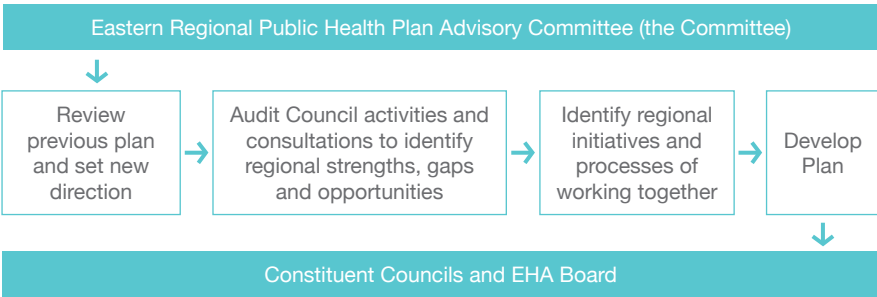 Eastern Regional Public Health Plan Advisory Committee (the Committee)
Review
previous plan
and set new
direction
Audit Council activities and
consultations to identify
regional strengths, gaps
and opportunities
Identify regional
initiatives and
processes of
working together
Develop
Plan
Constituent Councils and EHA Board